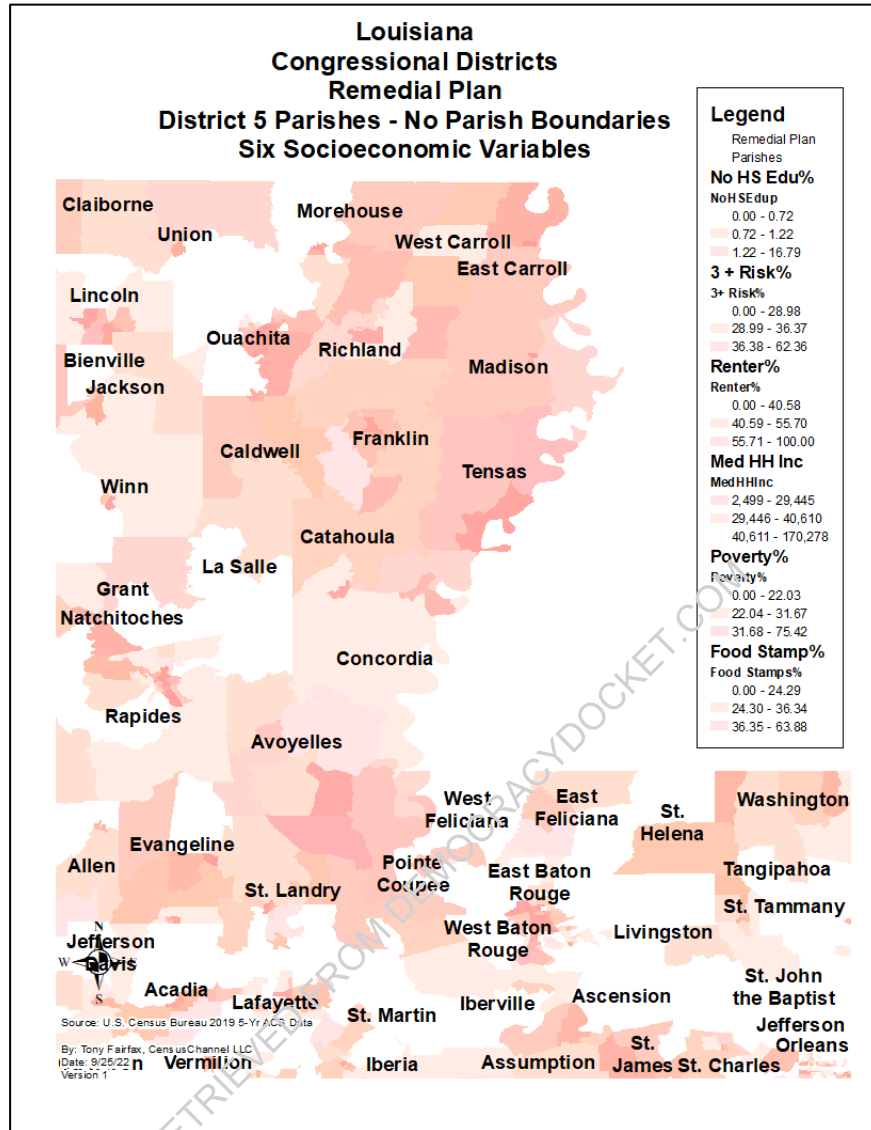 Louisiana
Congressional Districts
Remedial Plan
District 5 Parishes - No Parish Boundaries
Six Socioeconomic Variables
Legend
Remedial Plan
Parishes
No HS Edu%
NoHSEdup
0.00 - 0.72
0.72 - 1.22
1.22 - 16.79
3 + Risk%
3+ Risk%
0.00 - 28.98
28.99 - 36.37
36.38 - 62.36
Renter%
Renter%
0.00 - 40.58
40.59 - 55.70
55.71 - 100.00
Med HH Inc
MedHHInc
2,499 - 29,445
29,446 - 40,610
40,611 - 170,278
Poverty%
Poverty%
0.00 - 22.03
22.04 - 31.67
31.68 - 75.42
Food Stamp%
Food Stamps%
0.00 - 24.29
24.30 - 36.34
36.35 - 63.88
Claiborne
Morehouse
Union
West Carroll
East Carroll
Lincoln
Ouachita
Richland
Bienville
Madison
Jackson
Franklin
Caldwell
Tensas
Winn
Catahoula
La Salle
Grant
Natchitoches
Concordia
Rapides
Avoyelles
West
Feliciana
East
Feliciana
St.
Helena
Washington
Evangeline
Allen
Pointe
Coupee
East Baton
Rouge
Tangipahoa
St. Landry
St. Tammany
West Baton
Rouge
Livingston
Jefferson
Davis
N
W
E
S
Acadia
Lafayette
St. Martin
Iberville
Ascension
St. John
the Baptist
Jefferson
Orleans
Source: U.S. Census Bureau 2019 5-Yr ACS Data
By: Tony Fairfax, CensusChannel LLC
Date: 9/25/22
Version 1
Vermilion
Iberia
Assumption
St.
James
St. Charles
RETRIEVED FROM DEMOCRACYDOCKET.COM